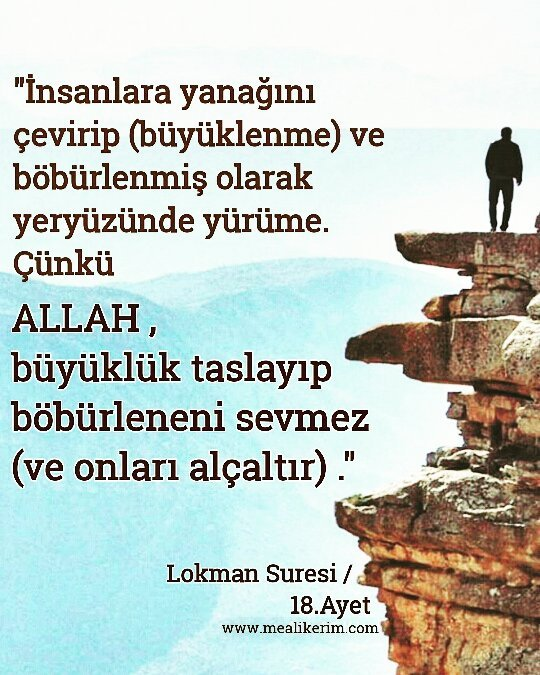 "İnsanlara yanağını
çevirip (büyüklenme) ve
böbürlenmiş olarak
yeryüzünde yürüme.
Çünkü
ALLAH ,
büyüklük taslayıp
böbürleneni sevmez
(ve onları alçaltır) ."
Lokman Suresi /
18.Ayet
www.mealikerim.com